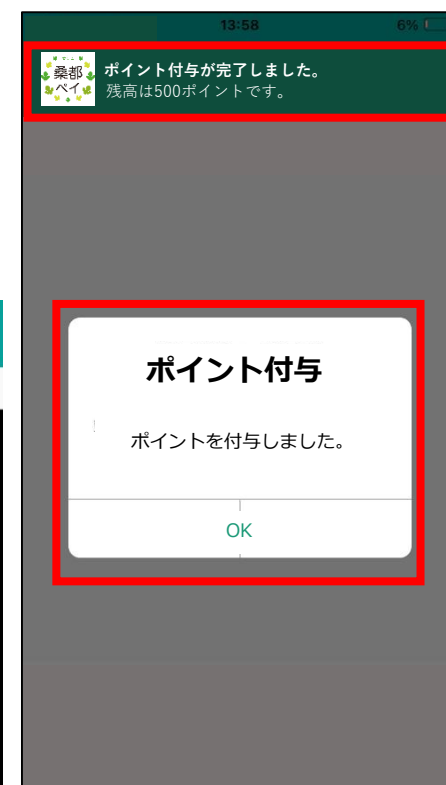 13:58
6%
桑都
ペイ
ポイント付与が完了しました。
残高は500ポイントです。
ポイント付与
ポイントを付与しました。
OK